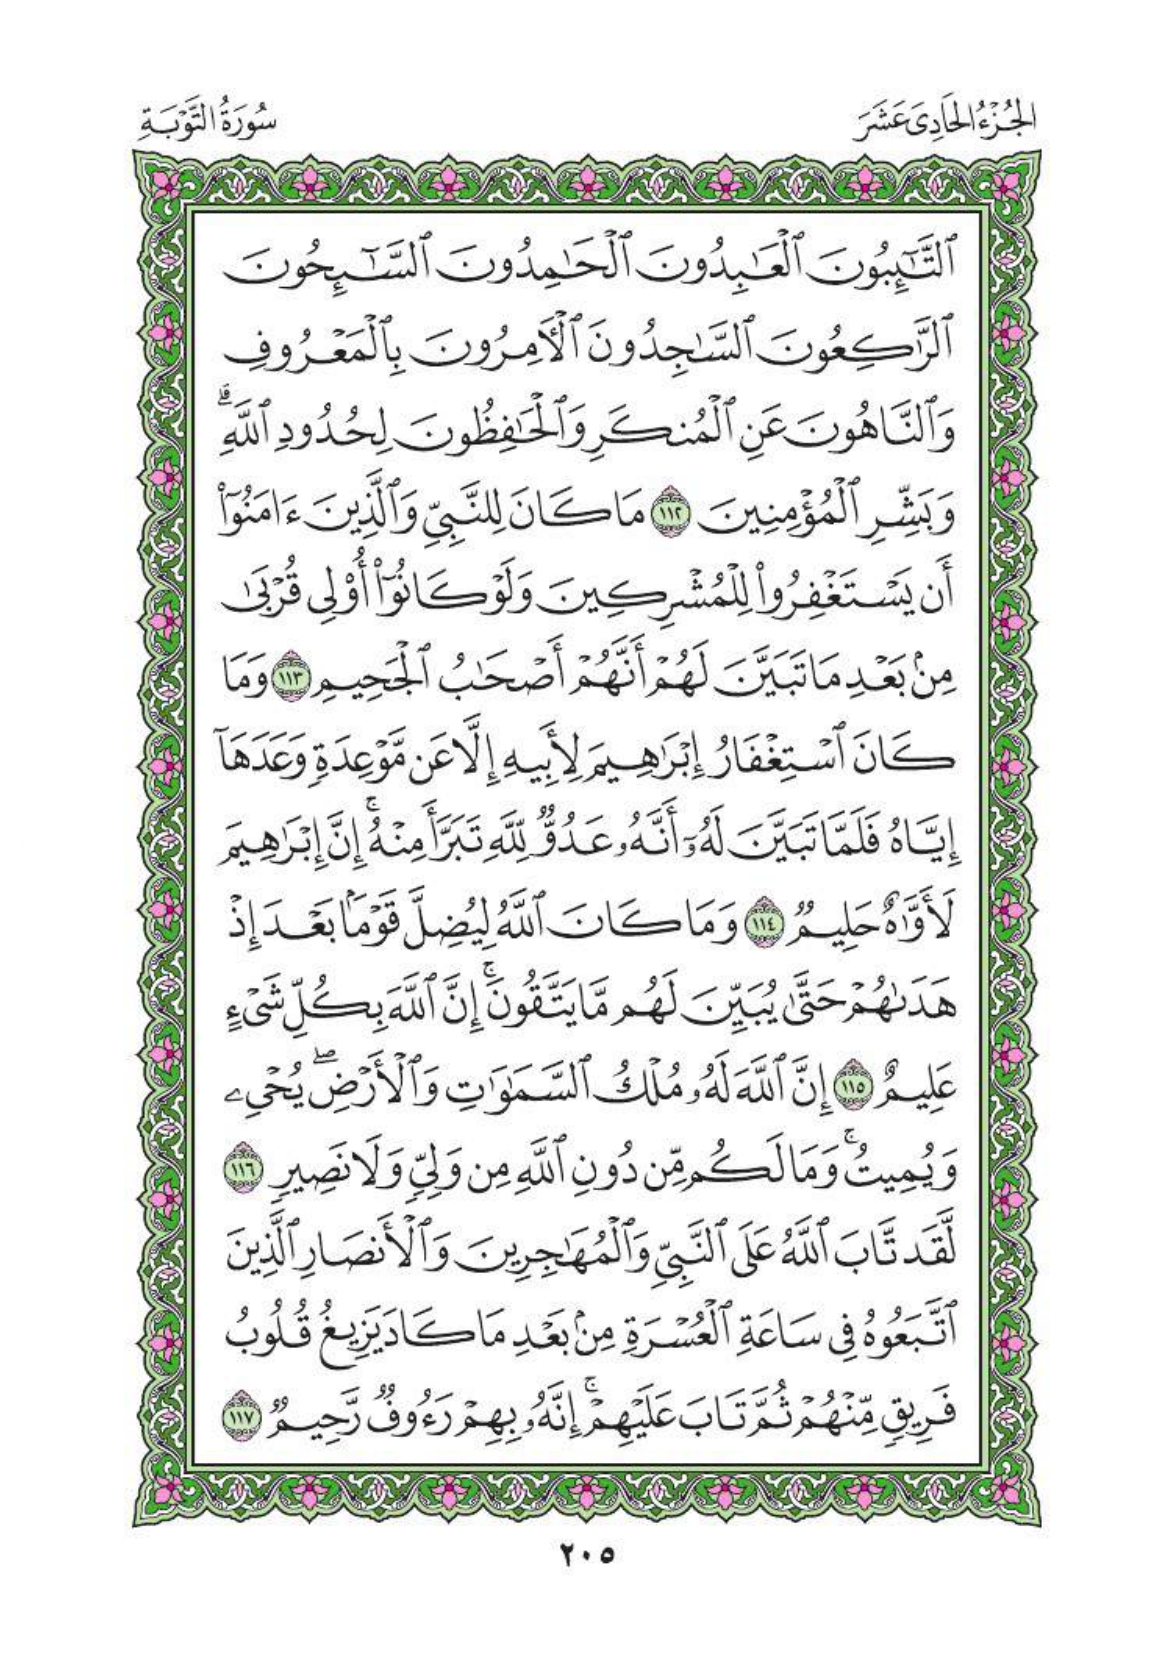 الجُزْءُ الحَادِىَ عَشَرَ
سُورَةُ التَّوْبَةِ
ٱلتَّـٰٓئِبُونَ ٱلْعَـٰبِدُونَ ٱلْحَـٰمِدُونَ ٱلسَّـٰٓئِحُونَ
ٱلرَّٰكِعُونَ ٱلسَّـٰجِدُونَ ٱلْـَٔامِرُونَ بِٱلْمَعْرُوفِ
وَٱلنَّاهُونَ عَنِ ٱلْمُنكَرِ وَٱلْحَـٰفِظُونَ لِحُدُودِ ٱللَّهِۗ
وَبَشِّرِ ٱلْمُؤْمِنِينَ ١١٢ مَا كَانَ لِلنَّبِىِّ وَٱلَّذِينَ ءَامَنُوٓا۟
أَن يَسْتَغْفِرُوا۟ لِلْمُشْرِكِينَ وَلَوْ كَانُوٓا۟ أُو۟لِى قُرْبَىٰ
مِنۢ بَعْدِ مَا تَبَيَّنَ لَهُمْ أَنَّهُمْ أَصْحَـٰبُ ٱلْجَحِيمِ ١١٣ وَمَا
كَانَ ٱسْتِغْفَارُ إِبْرَٰهِيمَ لِأَبِيهِ إِلَّا عَن مَّوْعِدَةٍ وَعَدَهَآ
إِيَّاهُ فَلَمَّا تَبَيَّنَ لَهُۥٓ أَنَّهُۥ عَدُوٌّ لِّلَّهِ تَبَرَّأَ مِنْهُۚ إِنَّ إِبْرَٰهِيمَ
لَأَوَّٰهٌ حَلِيمٌ ١١٤ وَمَا كَانَ ٱللَّهُ لِيُضِلَّ قَوْمَۢا بَعْدَ إِذْ
هَدَىٰهُمْ حَتَّىٰ يُبَيِّنَ لَهُم مَّا يَتَّقُونَۚ إِنَّ ٱللَّهَ بِكُلِّ شَىْءٍ
عَلِيمٌ ١١٥ إِنَّ ٱللَّهَ لَهُۥ مُلْكُ ٱلسَّمَـٰوَٰتِ وَٱلْأَرْضِۖ يُحْىِۦ
وَيُمِيتُۚ وَمَا لَكُم مِّن دُونِ ٱللَّهِ مِن وَلِىٍّ وَلَا نَصِيرٍ ١١٦
لَّقَد تَّابَ ٱللَّهُ عَلَى ٱلنَّبِىِّ وَٱلْمُهَـٰجِرِينَ وَٱلْأَنصَارِ ٱلَّذِينَ
ٱتَّبَعُوهُ فِى سَاعَةِ ٱلْعُسْرَةِ مِنۢ بَعْدِ مَا كَادَ يَزِيغُ قُلُوبُ
فَرِيقٍ مِّنْهُمْ ثُمَّ تَابَ عَلَيْهِمْۚ إِنَّهُۥ بِهِمْ رَءُوفٌ رَّحِيمٌ ١١٧
٢٠٥